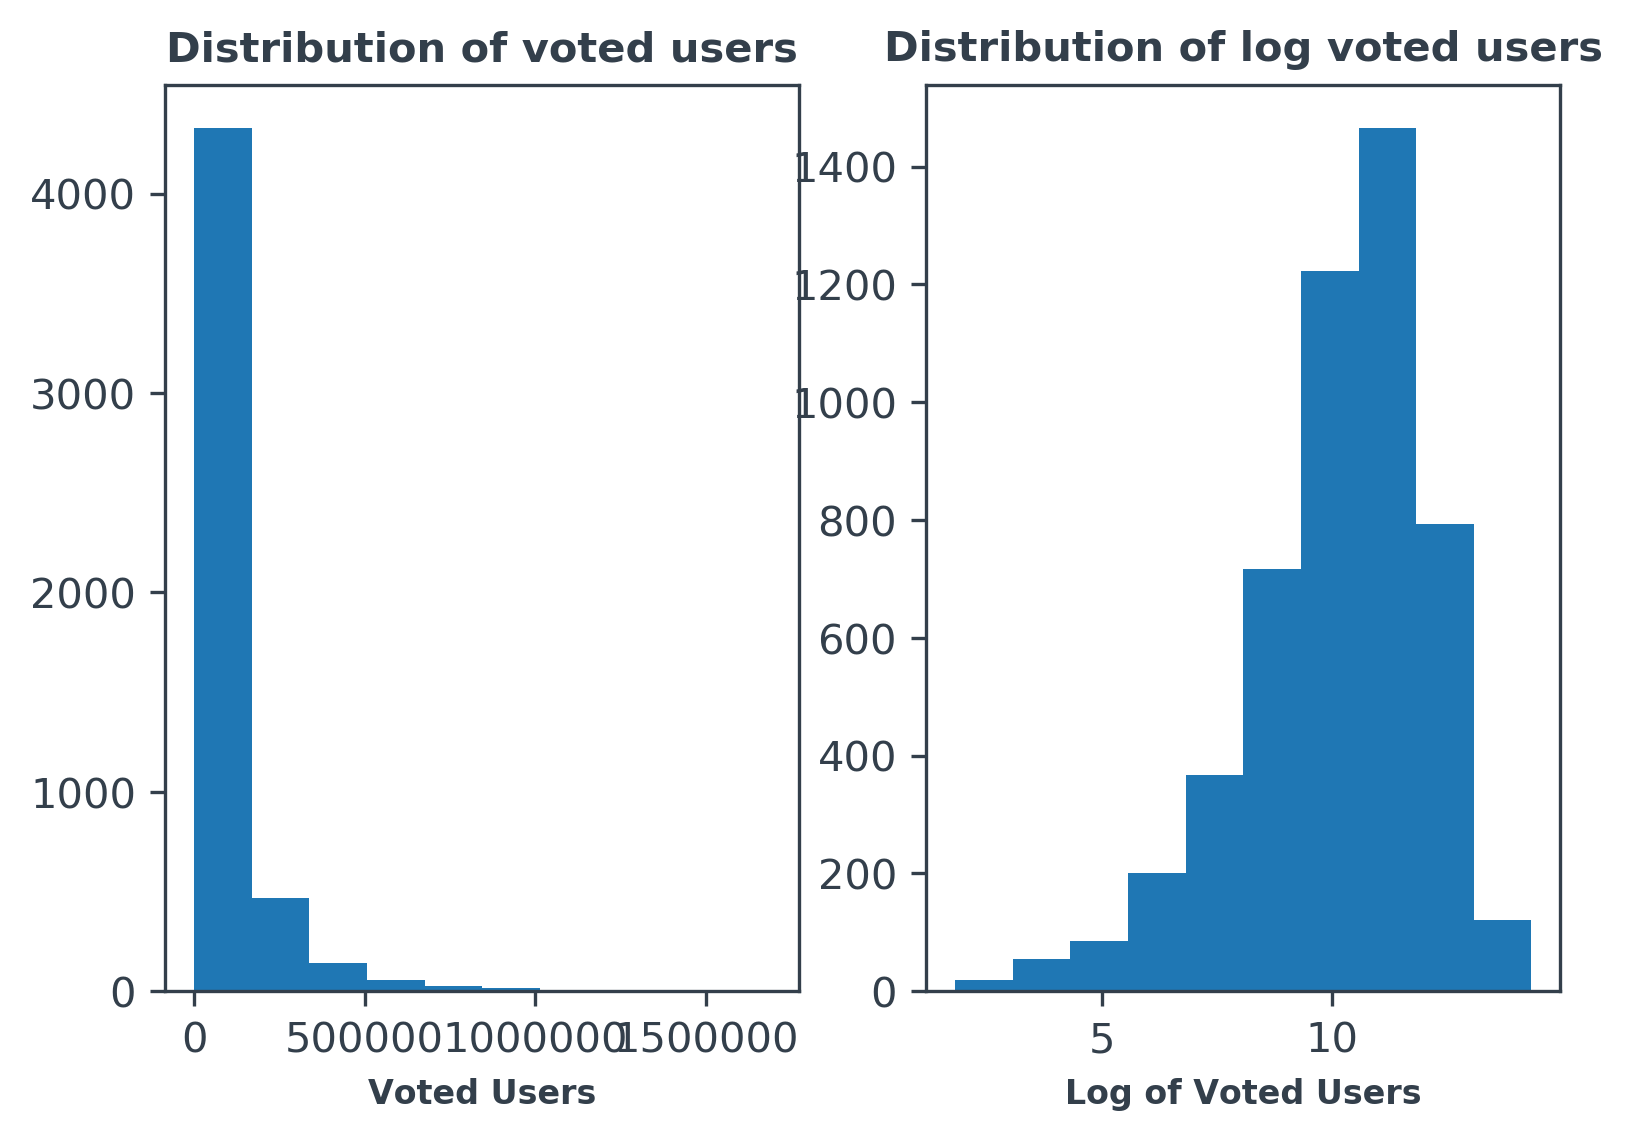 Distribution of voted users
4000
3000
2000
1000
0
0 500000 1000000 1500000
Voted Users
Distribution of log voted users
1400
1200
1000
800
600
400
200
0
5 10
Log of Voted Users